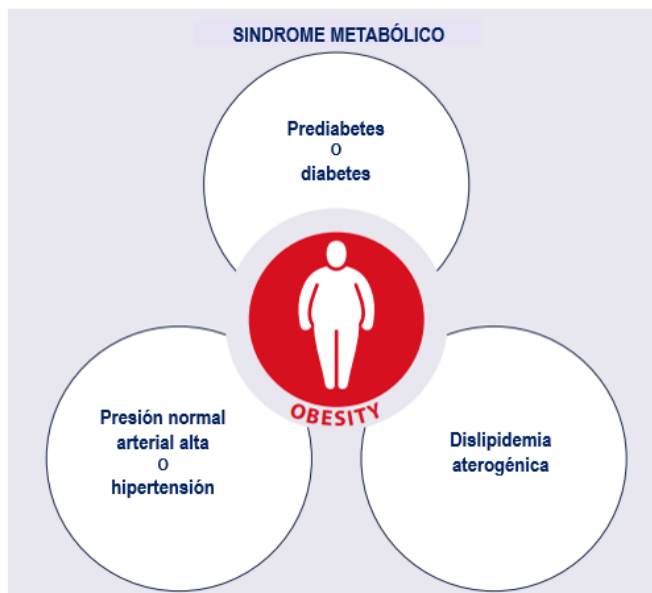 SINDROME METABÓLICO
Prediabetes
o
diabetes
OBESITY
Presión normal
arterial alta
o
hipertensión
Dislipidemia
aterogénica